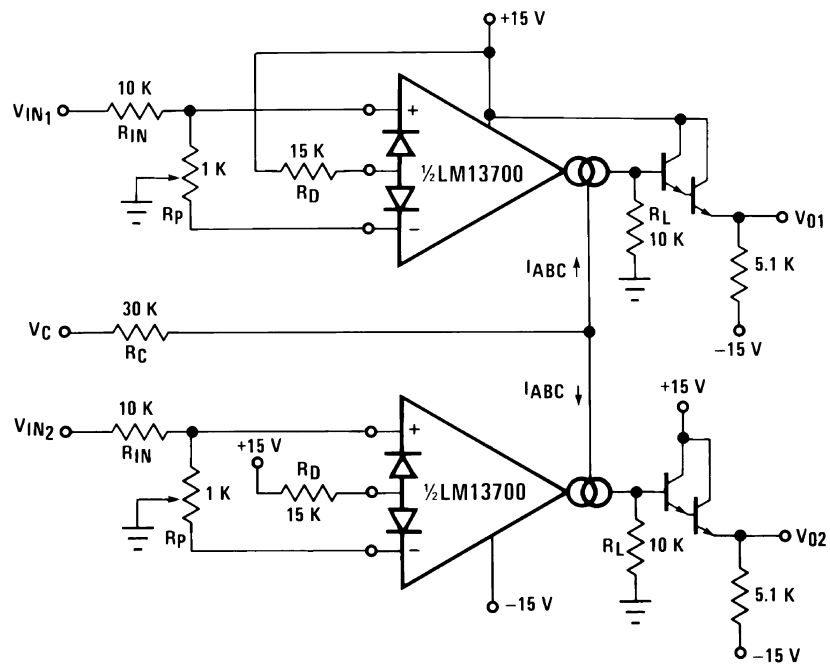 +15 V
10 K
VIN1
RIN
+
1 K
15 K
½LM13700
RD
RP
−
RL
10 K
VO1
5.1 K
IABC
−15 V
30 K
VC
RC
IABC
+15 V
10 K
VIN2
RIN
+
+15 V
RD
1 K
½LM13700
15 K
RP
−
RL
10 K
VO2
−15 V
5.1 K
−15 V